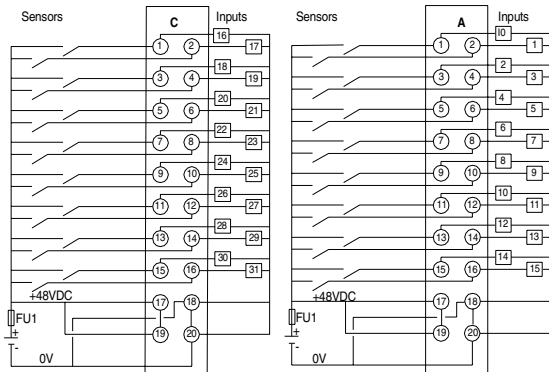 Sensors C Inputs
16
1 2 17
18
3 4 19
20
5 6 21
22
7 8 23
24
9 10 25
26
11 12 27
28
13 14 29
30
15 16 31
+48VDC
17 18
FU1
+
-
19 20
0V
Sensors A Inputs
I0
1 2 1
2
3 4 3
4
5 6 5
6
7 8 7
8
9 10 9
10
11 12 11
12
13 14 13
14
15 16 15
+48VDC
17 18
FU1
+
-
19 20
0V